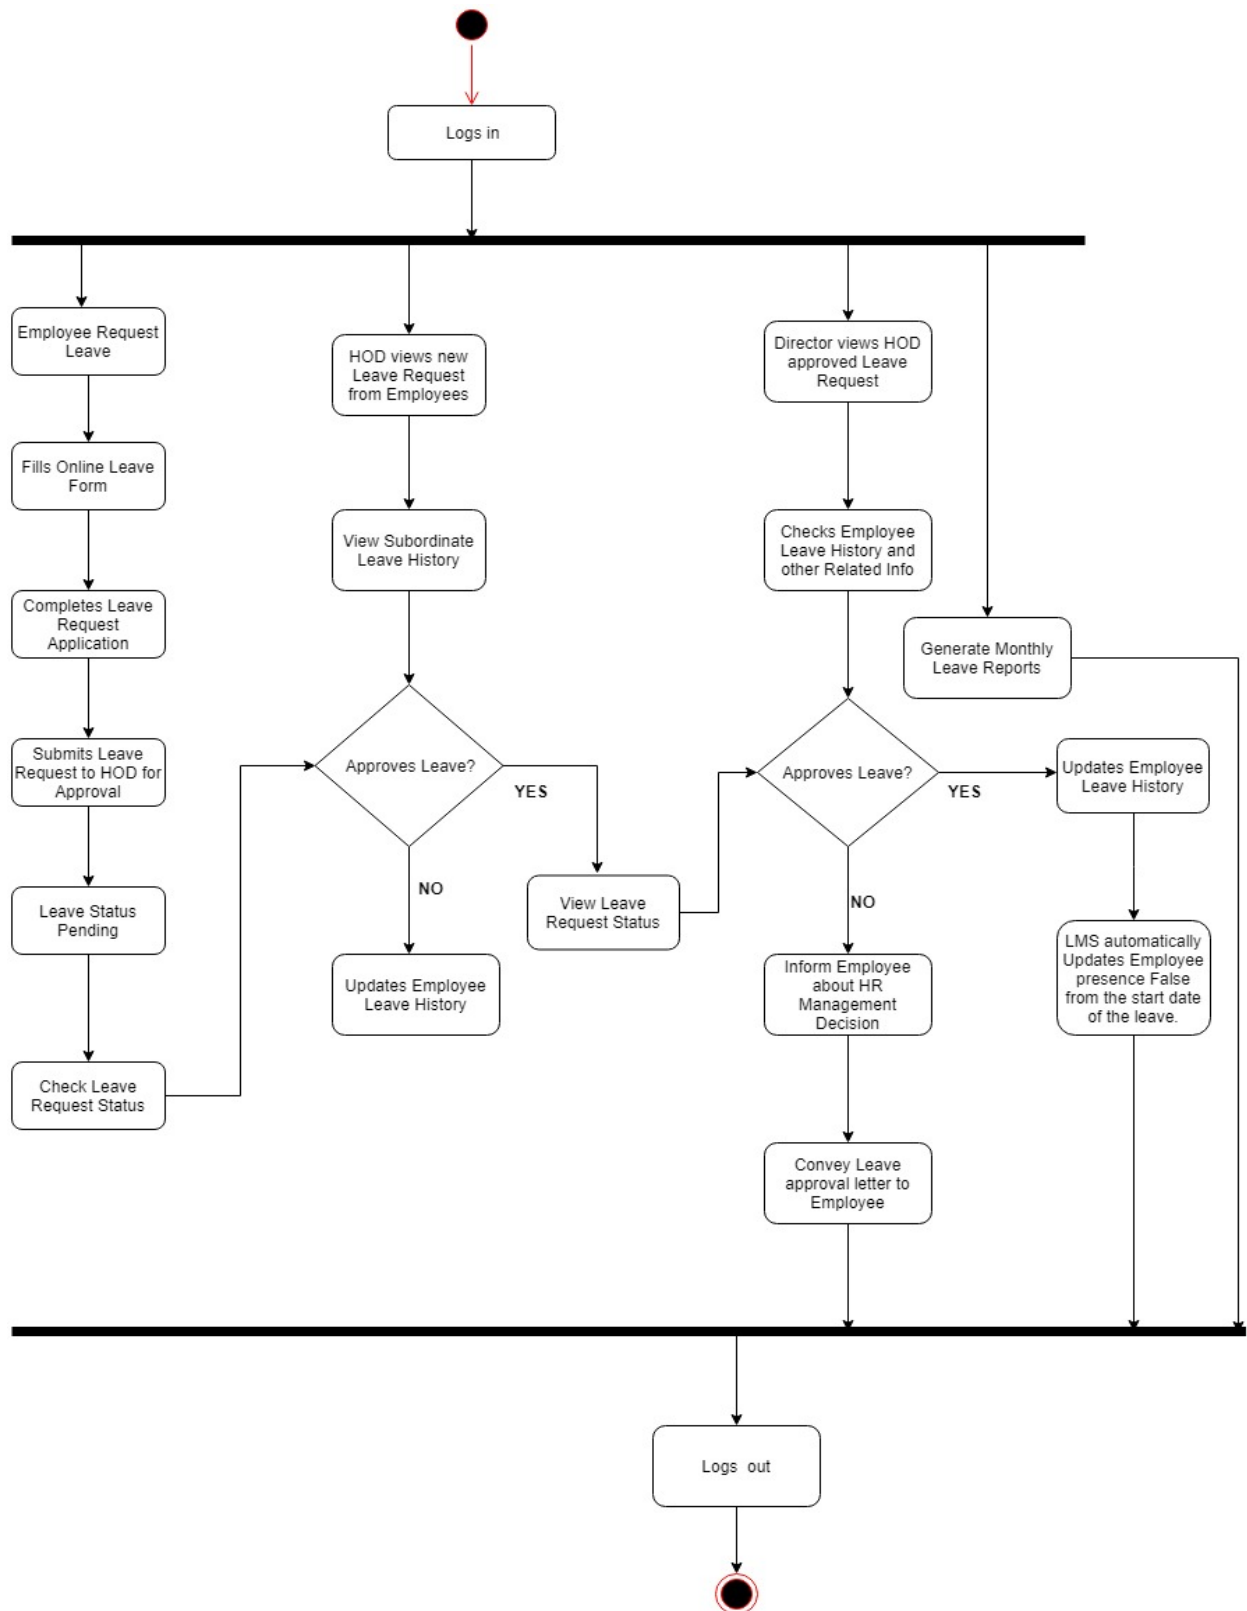 Logs in
Employee Request
Leave
Fills Online Leave
Form
Completes Leave
Request
Application
Submits Leave
Request to HOD for
Approval
Leave Status
Pending
Check Leave
Request Status
HOD views new
Leave Request
from Employees
View Subordinate
Leave History
Approves Leave?
YES
NO
Updates Employee
Leave History
View Leave
Request Status
Director views HOD
approved Leave
Request
Checks Employee
Leave History and
other Related Info
Approves Leave?
YES
NO
Inform Employee
about HR
Management
Decision
Convey Leave
approval letter to
Employee
Generate Monthly
Leave Reports
Updates Employee
Leave History
LMS automatically
Updates Employee
presence False
from the start date
of the leave.
Logs out